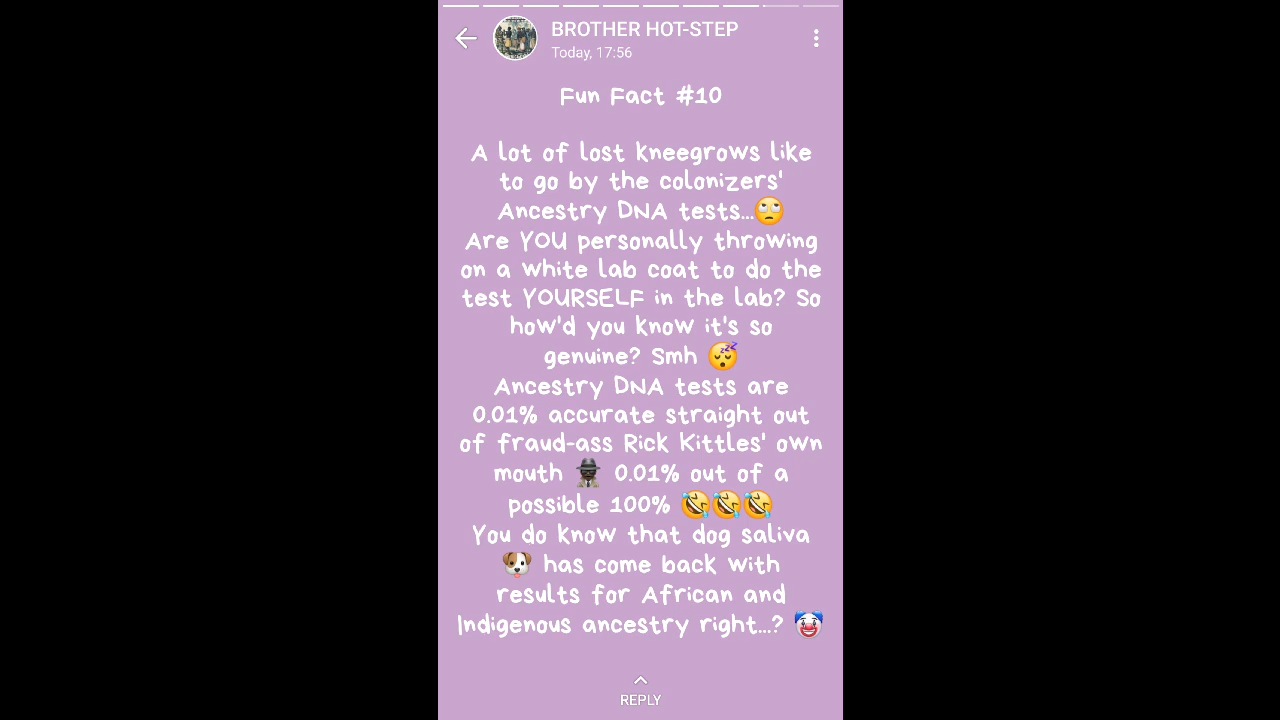 BROTHER HOT-STEP
Today, 17:56
Fun Fact #10
A lot of lost kneegrows like
to go by the colonizers'
Ancestry DNA tests...🙄
Are YOU personally throwing
on a white lab coat to do the
test YOURSELF in the lab? So
how'd you know it's so
genuine? Smh 😴
Ancestry DNA tests are
0.01% accurate straight out
of fraud-ass Rick Kittles' own
mouth 🕵🏿‍♂️ 0.01% out of a
possible 100% 🤣🤣🤣
You do know that dog saliva
🐶 has come back with
results for African and
Indigenous ancestry right...? 🤡
REPLY